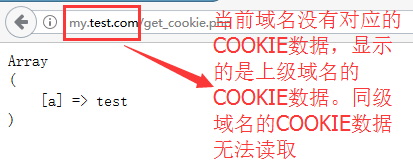 my.test.com/get_cookie.php
当前域名没有对应的
COOKIE数据，显示
的是上级域名的
COOKIE数据。同级
域名的COOKIE数据
无法读取
Array
(
[a] => test
)